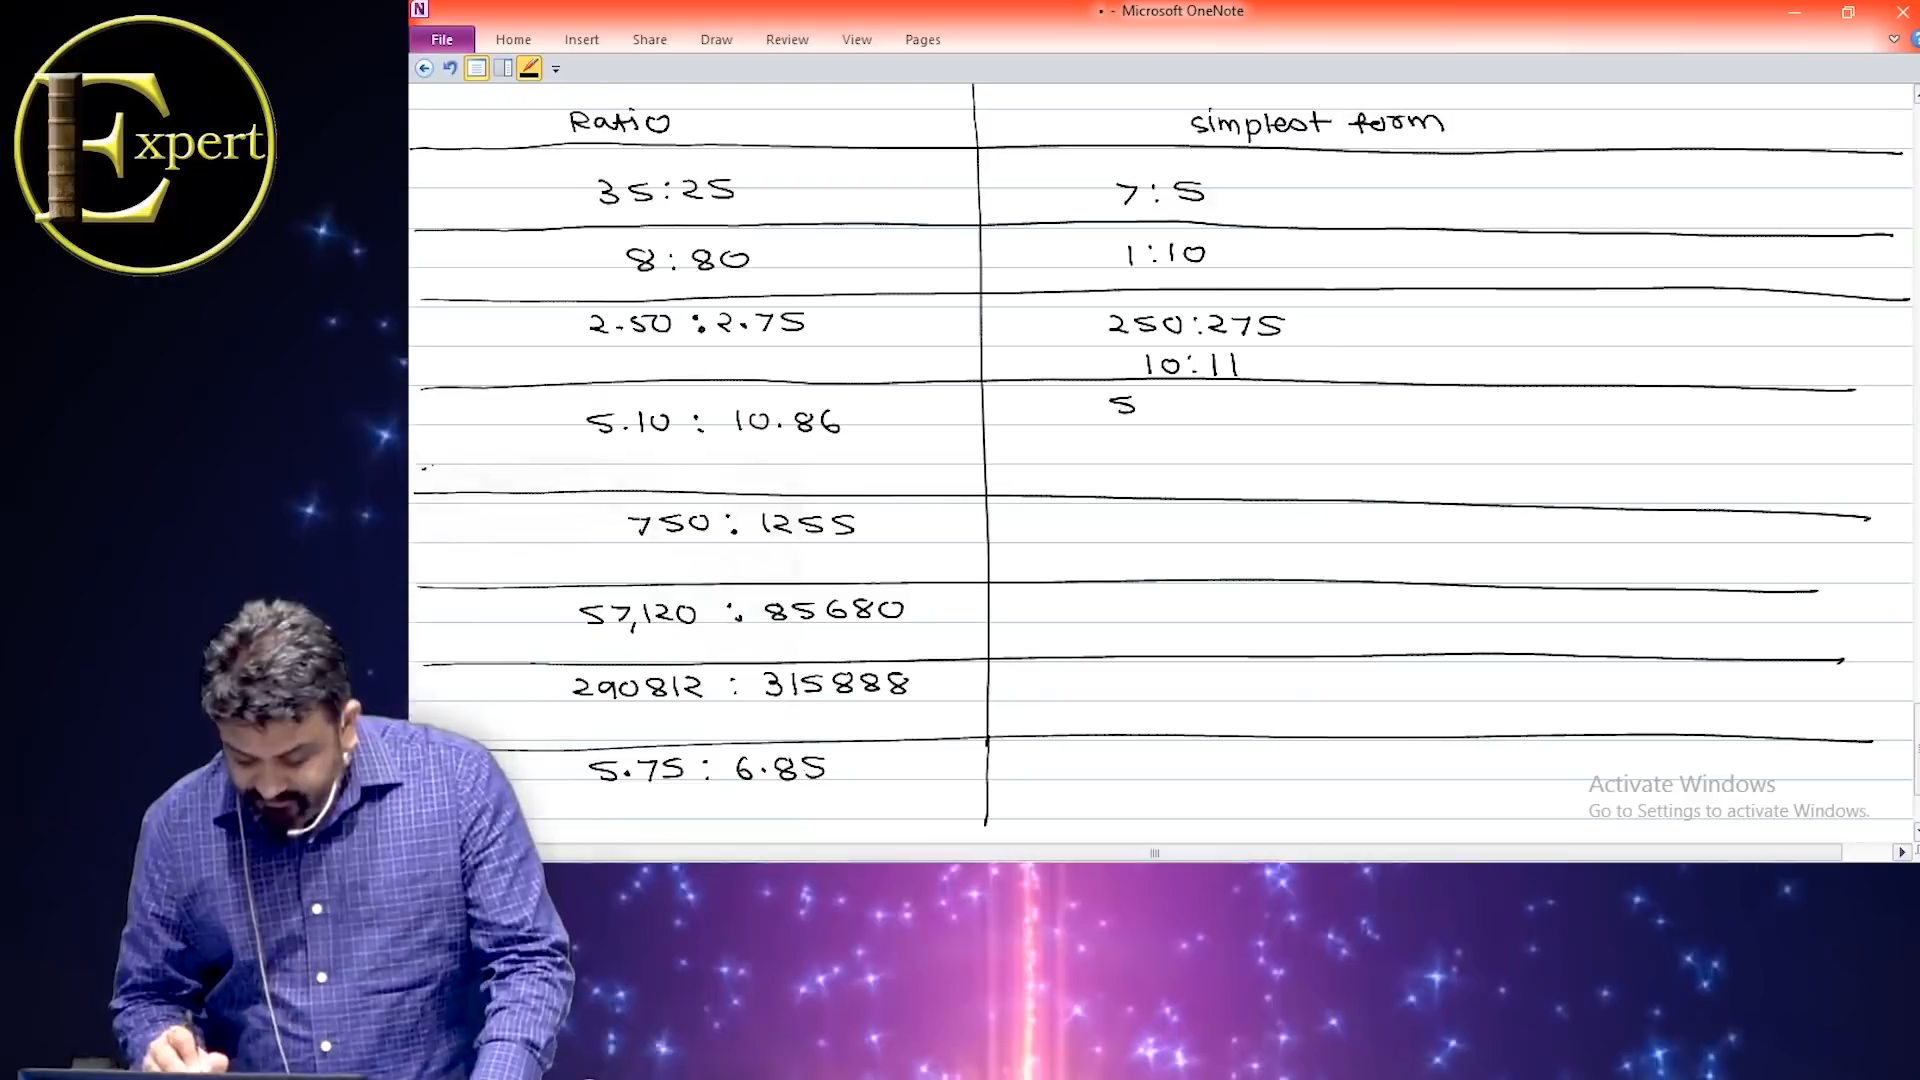 Expert
N
- Microsoft OneNote
File Home Insert Share Draw Review View Pages
Ratio simplest form
35:25 7:5
8:80 1:10
2.50:2.75 250:275
10:11
5.10:10.86 5
750:1255
57,120:85680
290812:315888
5.75:6.85
Activate Windows
Go to Settings to activate Windows.